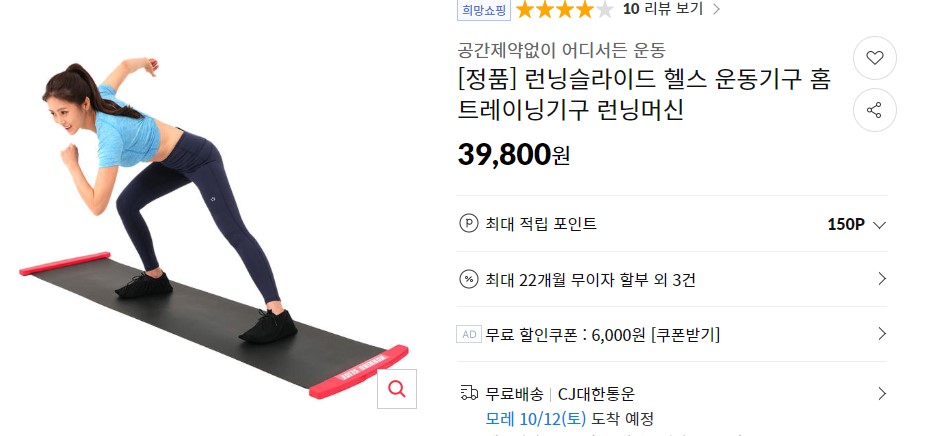 희망쇼핑 10 리뷰 보기
공간제약없이 어디서든 운동
[정품] 런닝슬라이드 헬스 운동기구 홈
트레이닝기구 런닝머신
39,800원
P 최대 적립 포인트 150P
% 최대 22개월 무이자 할부 외 3건
AD 무료 할인쿠폰 : 6,000원 [쿠폰받기]
무료배송 | CJ대한통운
모레 10/12(토) 도착 예정